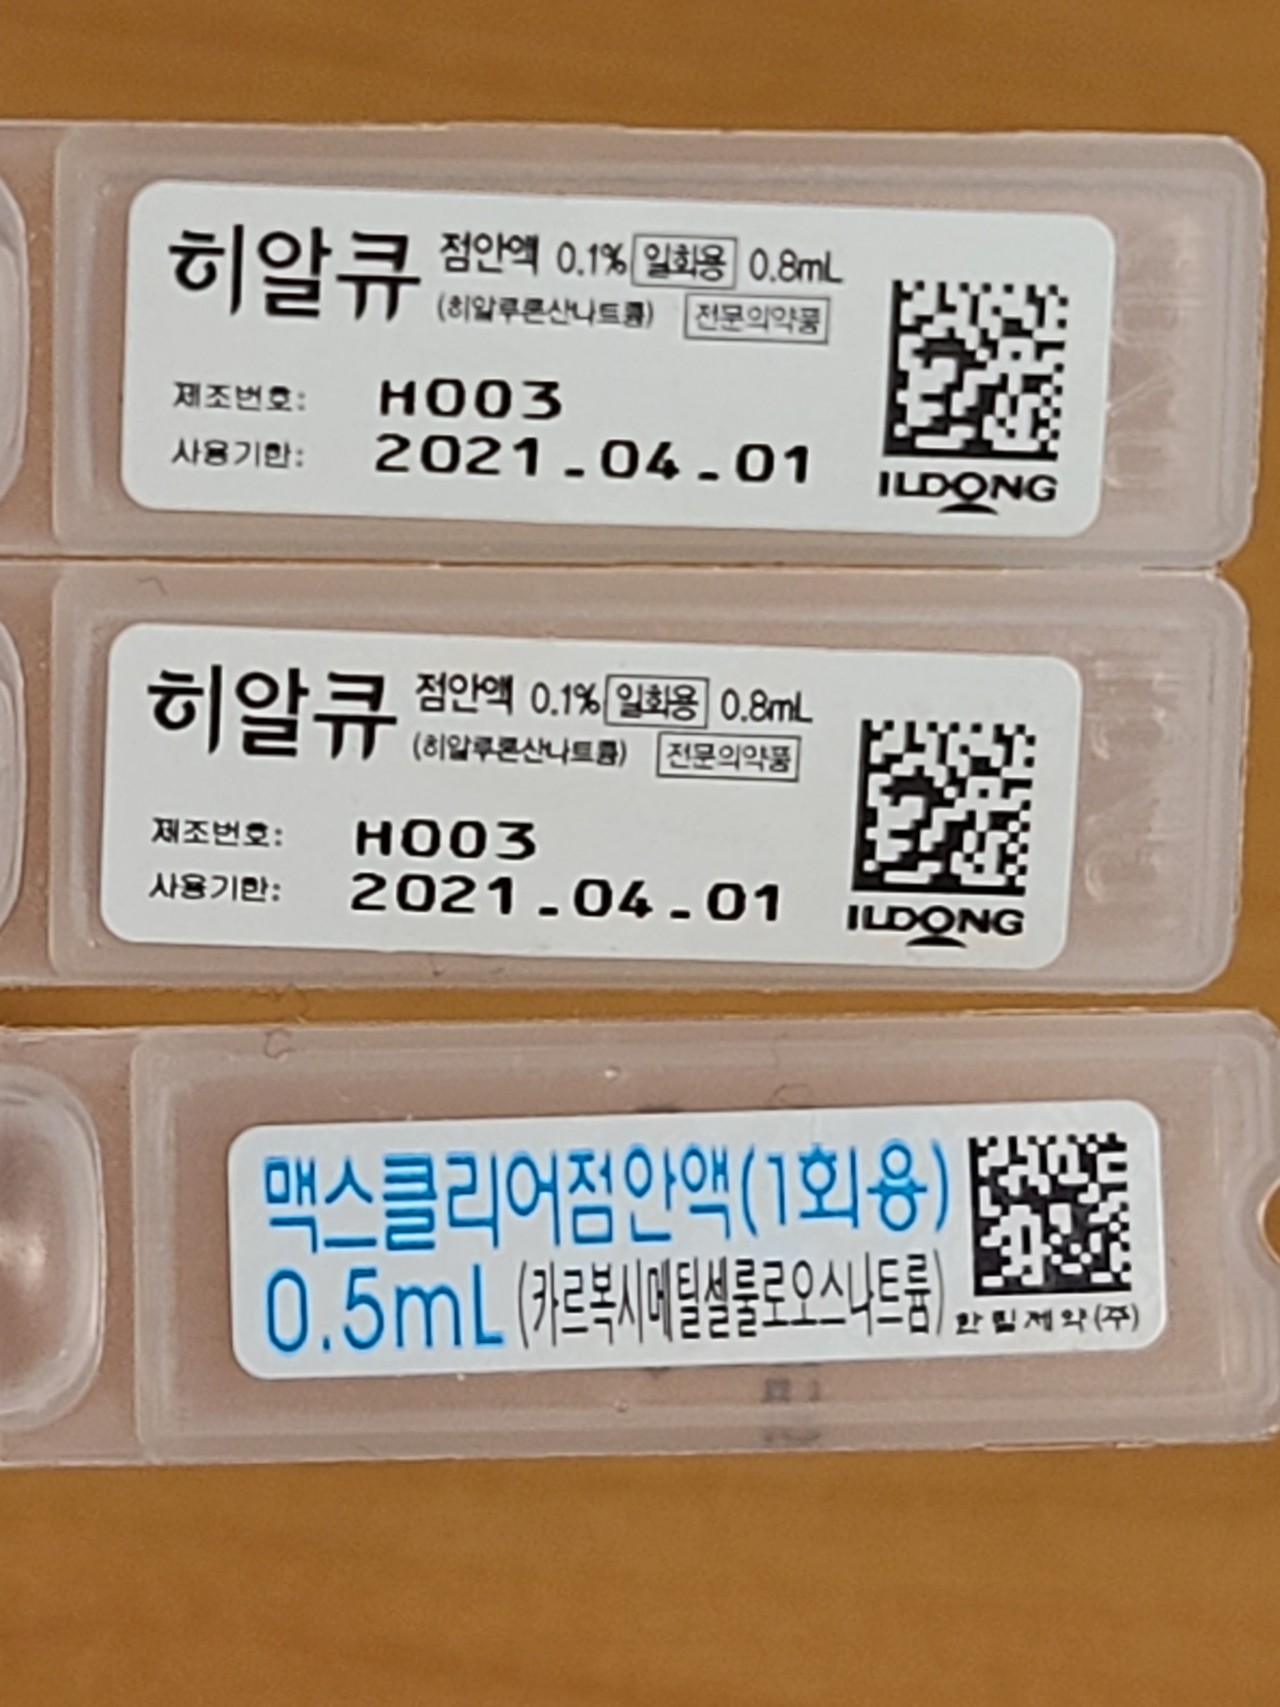 히알큐 점안액 0.1% 일회용 0.8mL
(히알루론산나트륨) 전문의약품
제조번호: H003
사용기한: 2021-04-01
ILDONG
히알큐 점안액 0.1% 일회용 0.8mL
(히알루론산나트륨) 전문의약품
제조번호: H003
사용기한: 2021-04-01
ILDONG
맥스클리어점안액(1회용)
0.5mL (카르복시메틸셀룰로오스나트륨)
한림제약(주)